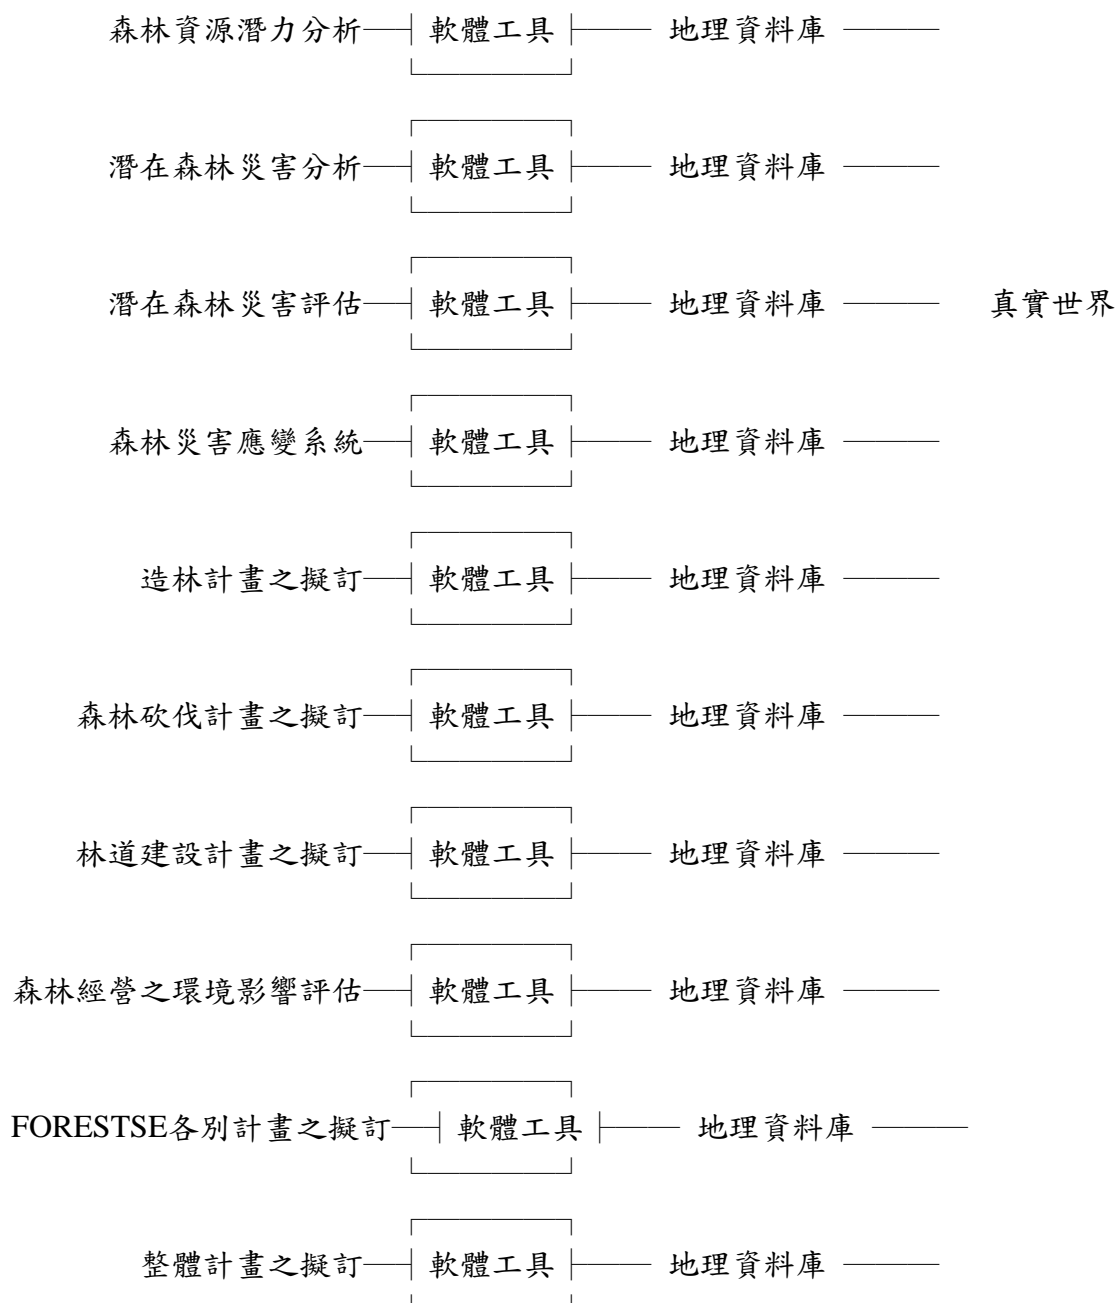 森林資源潛力分析 軟體工具 地理資料庫
潛在森林災害分析 軟體工具 地理資料庫
潛在森林災害評估 軟體工具 地理資料庫 真實世界
森林災害應變系統 軟體工具 地理資料庫
造林計畫之擬訂 軟體工具 地理資料庫
森林砍伐計畫之擬訂 軟體工具 地理資料庫
林道建設計畫之擬訂 軟體工具 地理資料庫
森林經營之環境影響評估 軟體工具 地理資料庫
FORESTSE各別計畫之擬訂 軟體工具 地理資料庫
整體計畫之擬訂 軟體工具 地理資料庫